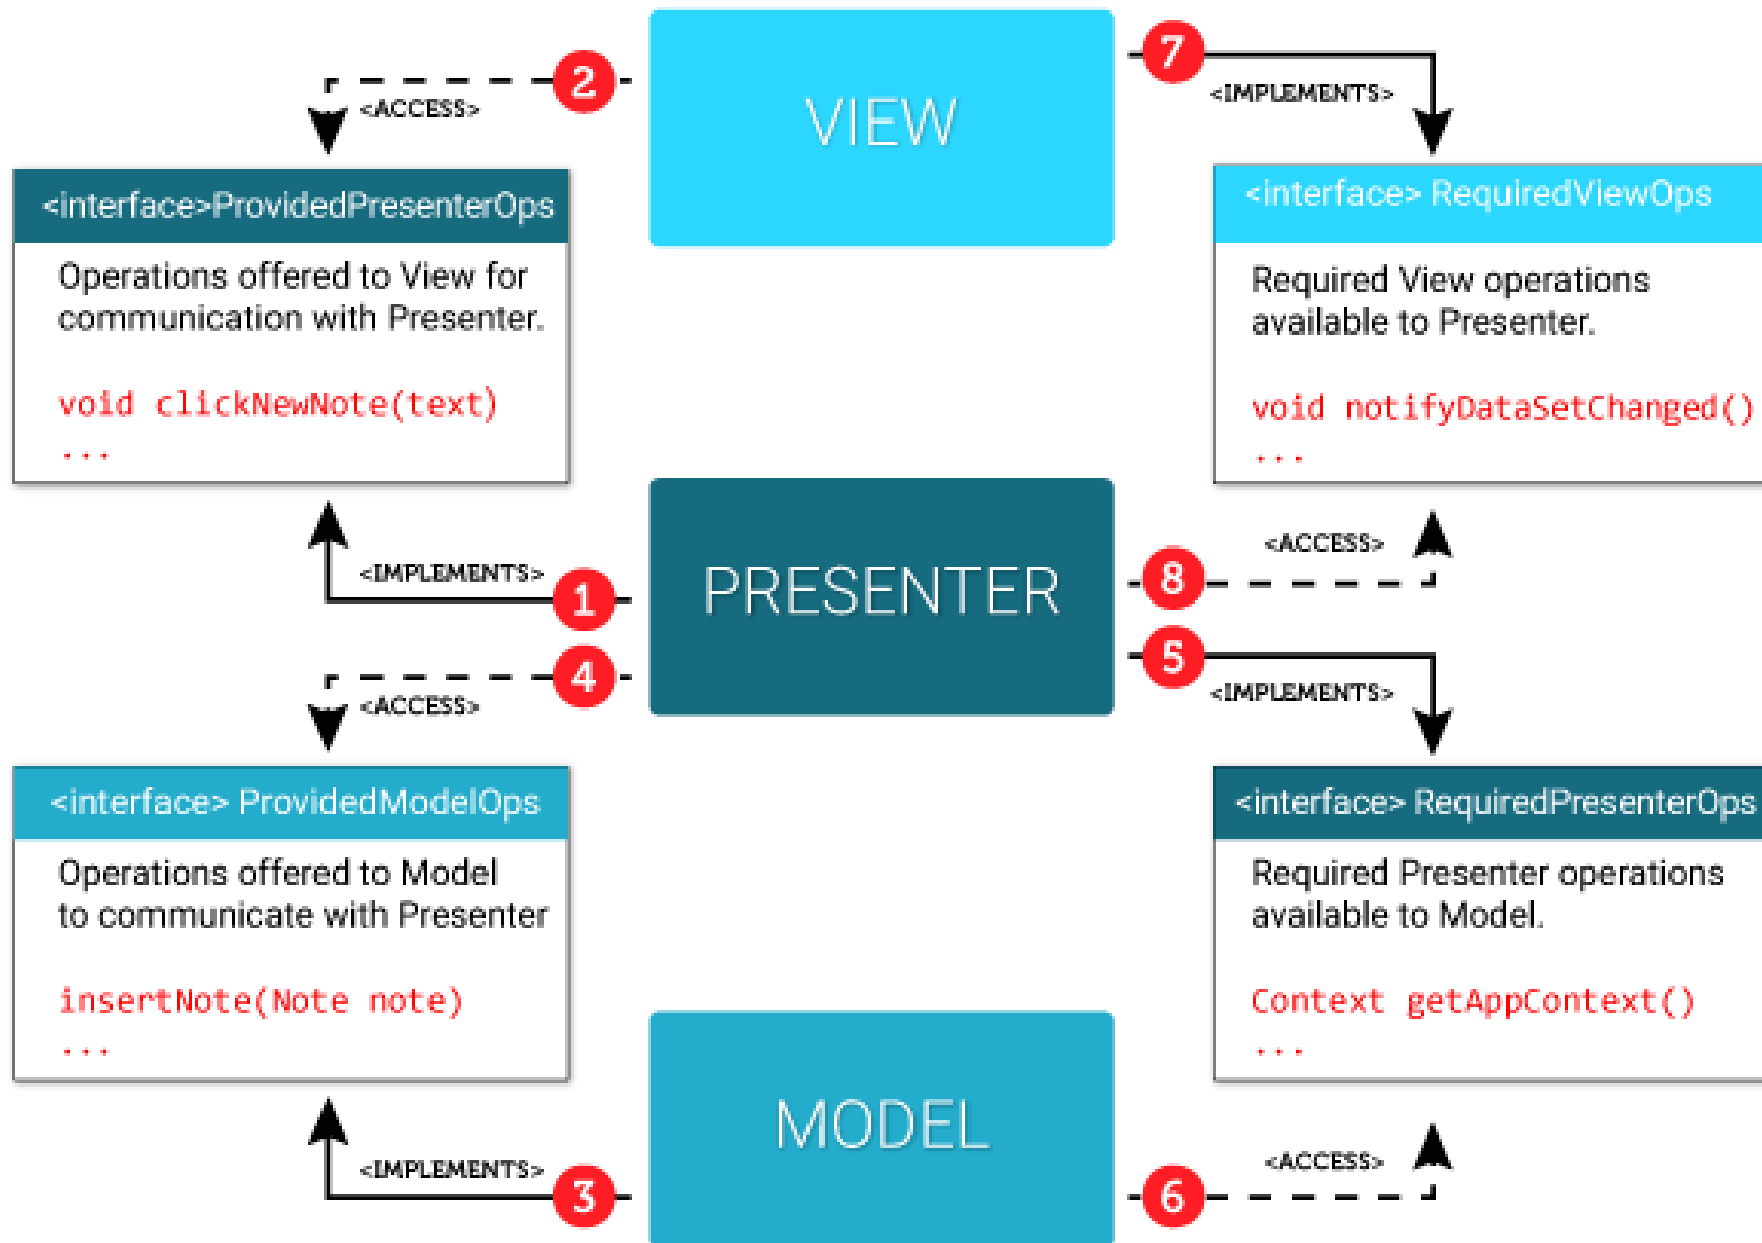 2
<ACCESS>
VIEW
7
<IMPLEMENTS>
<interface>ProvidedPresenterOps
Operations offered to View for
communication with Presenter.
void clickNewNote(text)
...
<interface> RequiredViewOps
Required View operations
available to Presenter.
void notifyDataSetChanged()
...
<IMPLEMENTS>
1
4
<ACCESS>
PRESENTER
<ACCESS>
8
5
<IMPLEMENTS>
<interface> ProvidedModelOps
Operations offered to Model
to communicate with Presenter
insertNote(Note note)
...
<interface> RequiredPresenterOps
Required Presenter operations
available to Model.
Context getAppContext()
...
<IMPLEMENTS>
3
MODEL
<ACCESS>
6